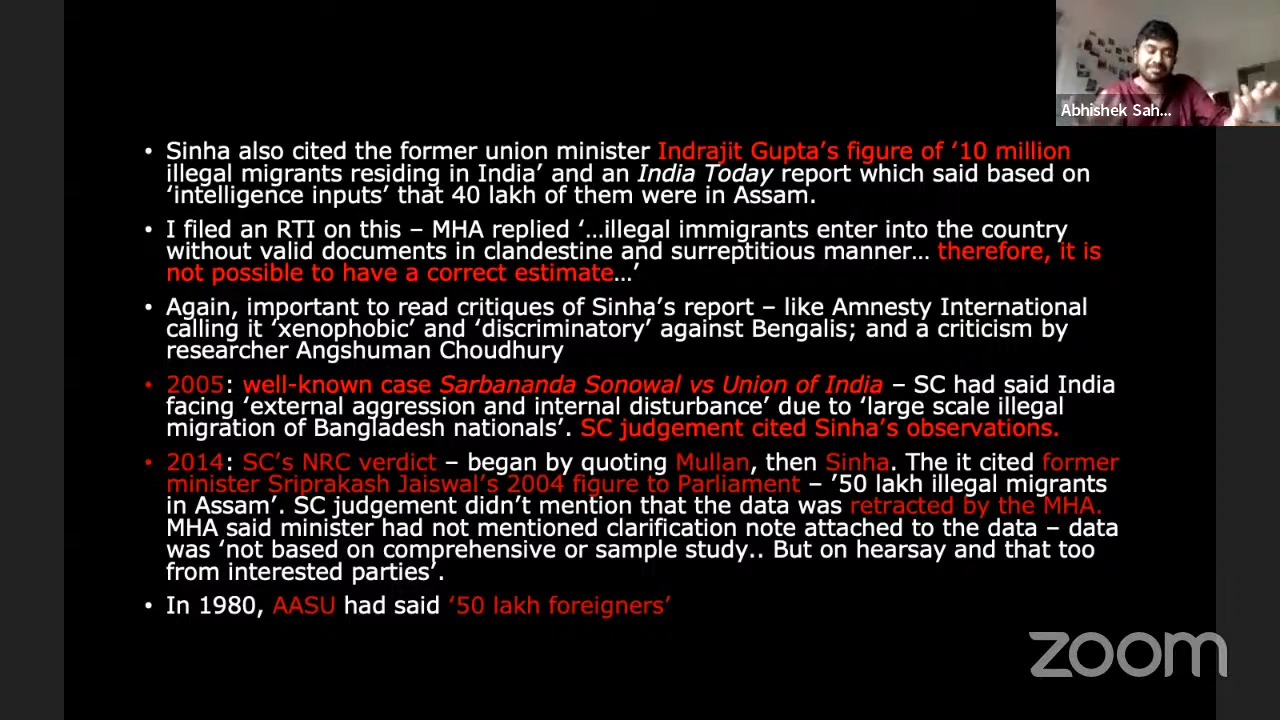 Abhishek Sah...
• Sinha also cited the former union minister Indrajit Gupta's figure of '10 million
illegal migrants residing in India' and an India Today report which said based on
'intelligence inputs' that 40 lakh of them were in Assam.
• I filed an RTI on this – MHA replied '...illegal immigrants enter into the country
without valid documents in clandestine and surreptitious manner... therefore, it is
not possible to have a correct estimate...'
• Again, important to read critiques of Sinha's report – like Amnesty International
calling it 'xenophobic' and 'discriminatory' against Bengalis; and a criticism by
researcher Angshuman Choudhury
• 2005: well-known case Sarbananda Sonowal vs Union of India – SC had said India
facing 'external aggression and internal disturbance' due to 'large scale illegal
migration of Bangladesh nationals'. SC judgement cited Sinha's observations.
• 2014: SC's NRC verdict – began by quoting Mullan, then Sinha. The it cited former
minister Sriprakash Jaiswal's 2004 figure to Parliament – '50 lakh illegal migrants
in Assam'. SC judgement didn't mention that the data was retracted by the MHA.
MHA said minister had not mentioned clarification note attached to the data – data
was 'not based on comprehensive or sample study.. But on hearsay and that too
from interested parties'.
• In 1980, AASU had said '50 lakh foreigners'
zoom